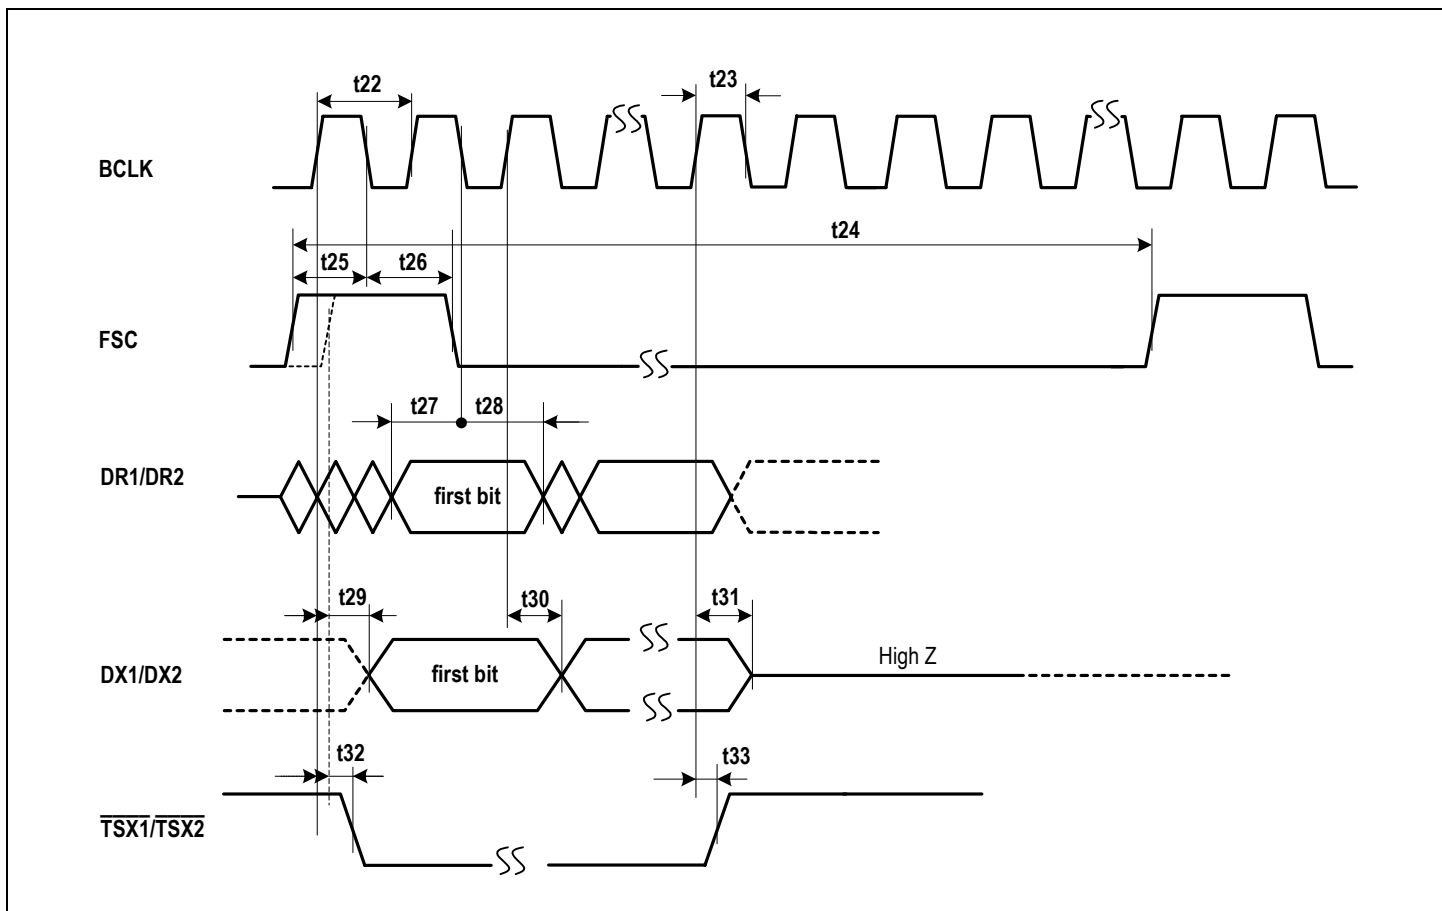 t22
t23
BCLK
t24
t25
t26
FSC
t27
t28
DR1/DR2
first bit
t29
t30
t31
DX1/DX2
first bit
High Z
t32
t33
TSX1/TSX2